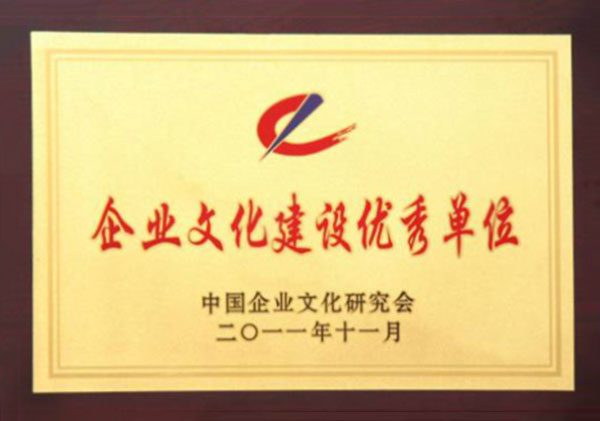 企业文化建设优秀单位
中国企业文化研究会
二〇一一年十一月